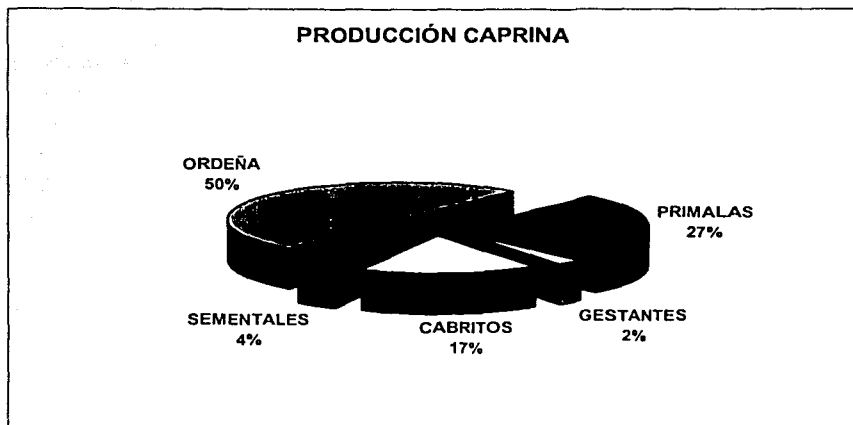 PRODUCCIÓN CAPRINA
ORDEÑA
50%
PRIMALAS
27%
SEMENTALES
4%
CABRITOS
17%
GESTANTES
2%